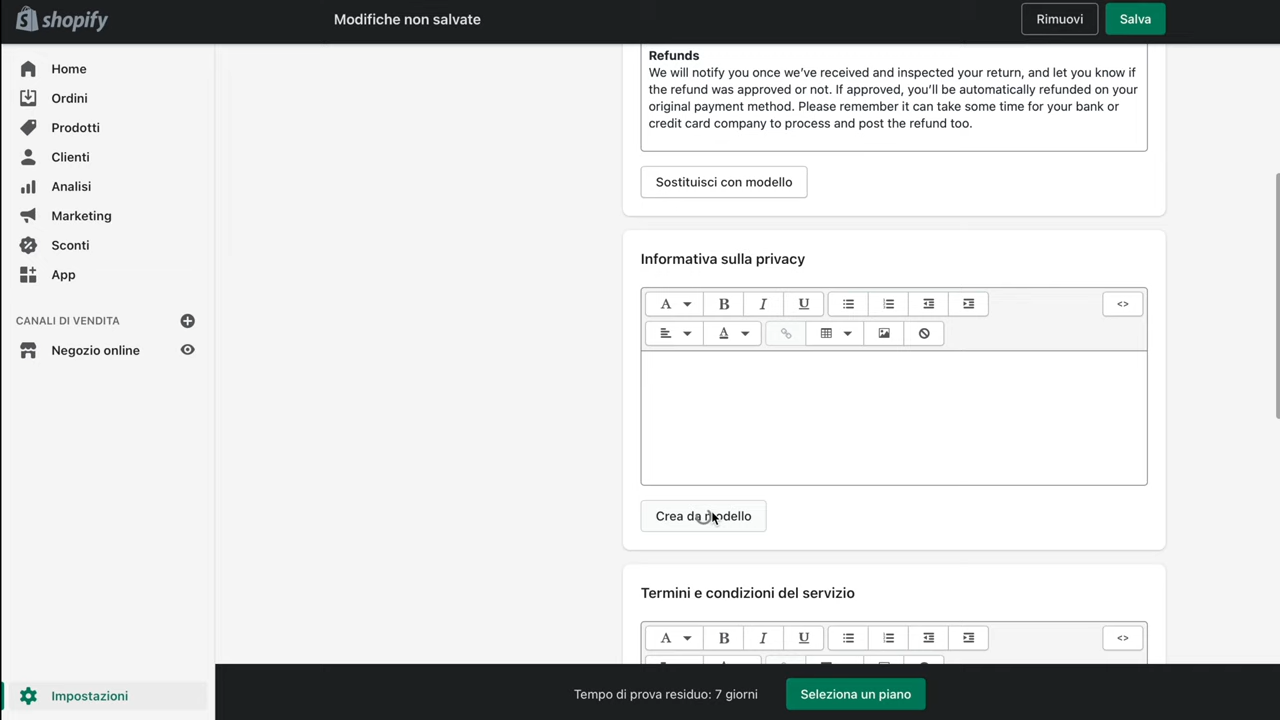 shopify
Modifiche non salvate
Rimuovi
Salva
Home
Ordini
Prodotti
Clienti
Analisi
Marketing
Sconti
App
CANALI DI VENDITA
Negozio online
Impostazioni
Refunds
We will notify you once we’ve received and inspected your return, and let you know if
the refund was approved or not. If approved, you’ll be automatically refunded on your
original payment method. Please remember it can take some time for your bank or
credit card company to process and post the refund too.
Sostituisci con modello
Informativa sulla privacy
A B I U <>
A
Crea da modello
Termini e condizioni del servizio
A B I U <>
Tempo di prova residuo: 7 giorni
Seleziona un piano